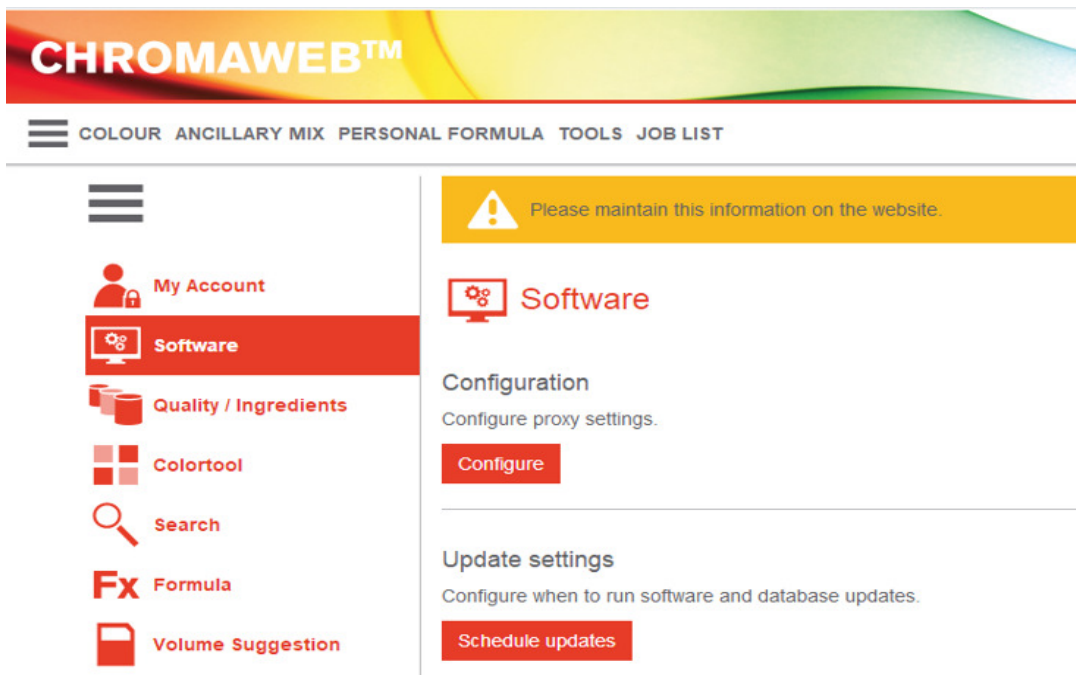 CHROMAWEB™
COLOUR ANCILLARY MIX PERSONAL FORMULA TOOLS JOB LIST
Please maintain this information on the website.
My Account
Software
Quality / Ingredients
Colortool
Search
Fx Formula
Volume Suggestion
Software
Configuration
Configure proxy settings.
Configure
Update settings
Configure when to run software and database updates.
Schedule updates